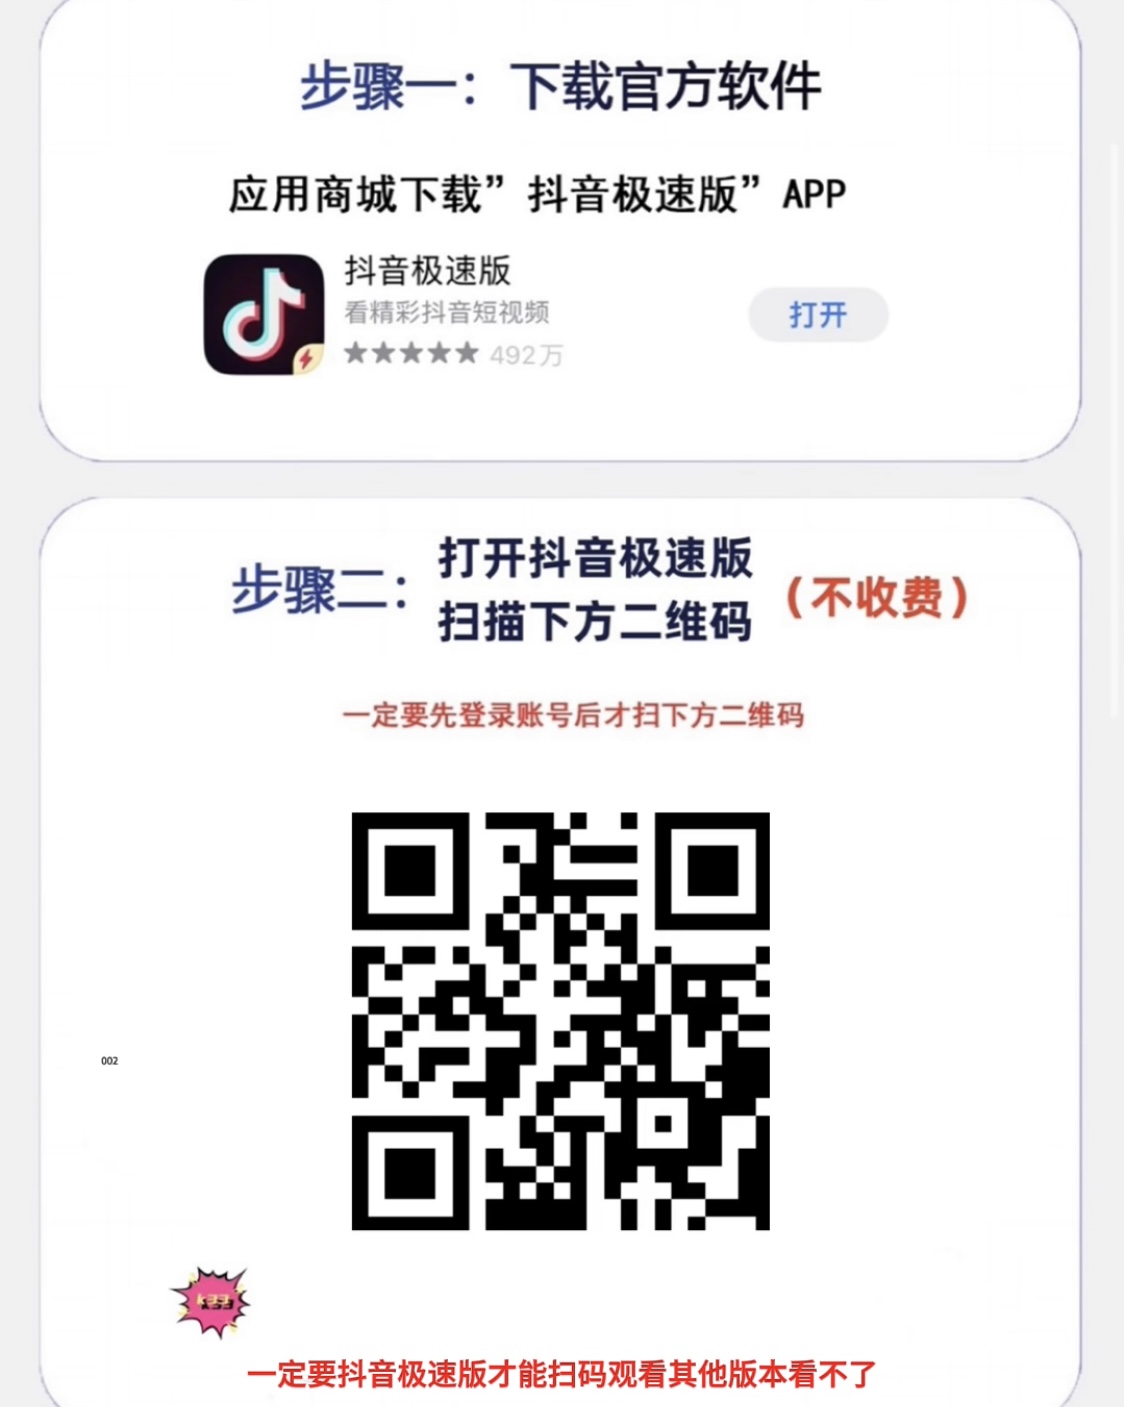 步骤一：下载官方软件
应用商城下载”抖音极速版”APP
抖音极速版
看精彩抖音短视频
492万
打开
步骤二：
打开抖音极速版
扫描下方二维码
（不收费）
一定要先登录账号后才扫下方二维码
002
k33
一定要抖音极速版才能扫码观看其他版本看不了